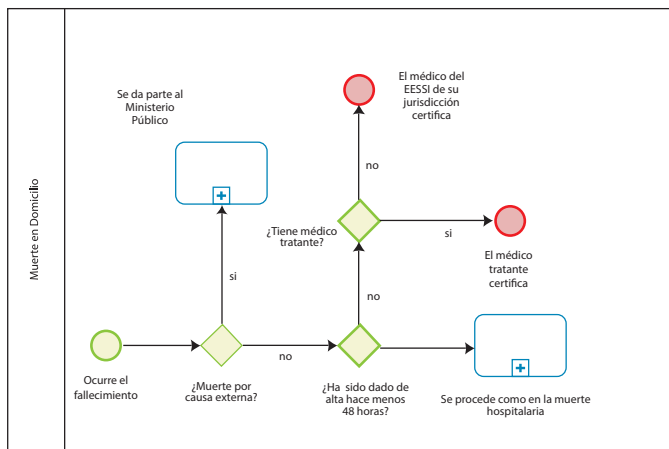 Muerte en Domicilio
Se da parte al
Ministerio
Público
El médico del
EESSI de su
jurisdicción
certifica
no
¿Tiene médico
tratante?
si
El médico
tratante
certifica
si
no
no
Ocurre el
fallecimiento
¿Muerte por
causa externa?
¿Ha sido dado de
alta hace menos
48 horas?
Se procede como en la muerte
hospitalaria